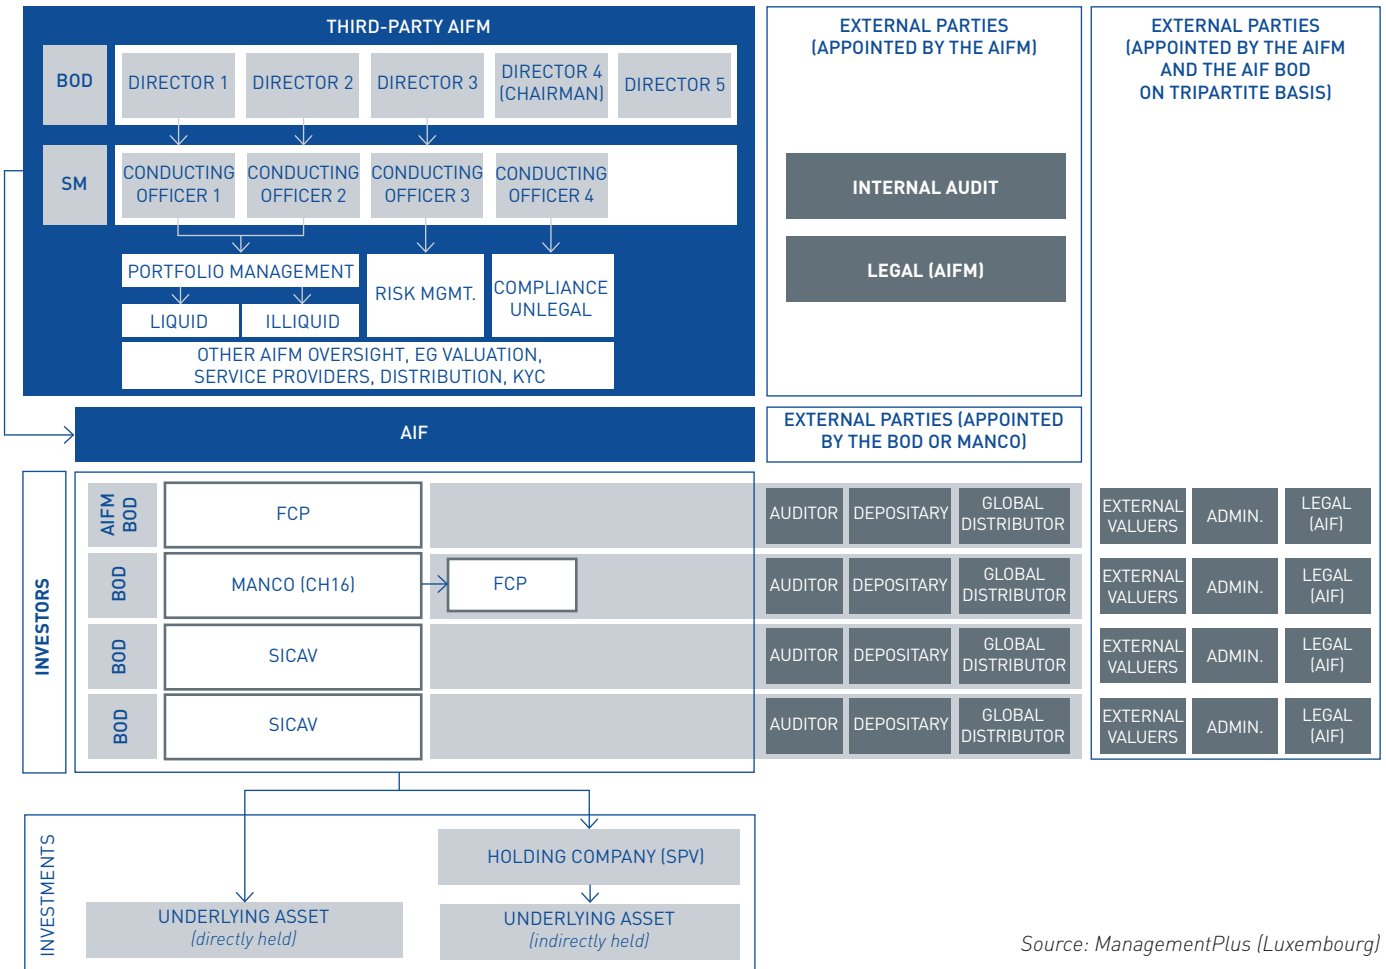 THIRD-PARTY AIFM
BOD
DIRECTOR 1
DIRECTOR 2
DIRECTOR 3
DIRECTOR 4
(CHAIRMAN)
DIRECTOR 5
SM
CONDUCTING
OFFICER 1
CONDUCTING
OFFICER 2
CONDUCTING
OFFICER 3
CONDUCTING
OFFICER 4
PORTFOLIO MANAGEMENT
LIQUID
ILLIQUID
RISK MGMT.
COMPLIANCE
UNLEGAL
OTHER AIFM OVERSIGHT, EG VALUATION,
SERVICE PROVIDERS, DISTRIBUTION, KYC
EXTERNAL PARTIES
(APPOINTED BY THE AIFM)
INTERNAL AUDIT
LEGAL (AIFM)
EXTERNAL PARTIES
(APPOINTED BY THE AIFM
AND THE AIF BOD
ON TRIPARTITE BASIS)
AIF
EXTERNAL PARTIES (APPOINTED
BY THE BOD OR MANCO)
INVESTORS
AIFM
BOD
FCP
AUDITOR
DEPOSITARY
GLOBAL
DISTRIBUTOR
EXTERNAL
VALUERS
ADMIN.
LEGAL
(AIF)
BOD
MANCO (CH16)
FCP
AUDITOR
DEPOSITARY
GLOBAL
DISTRIBUTOR
EXTERNAL
VALUERS
ADMIN.
LEGAL
(AIF)
BOD
SICAV
AUDITOR
DEPOSITARY
GLOBAL
DISTRIBUTOR
EXTERNAL
VALUERS
ADMIN.
LEGAL
(AIF)
BOD
SICAV
AUDITOR
DEPOSITARY
GLOBAL
DISTRIBUTOR
EXTERNAL
VALUERS
ADMIN.
LEGAL
(AIF)
INVESTMENTS
HOLDING COMPANY (SPV)
UNDERLYING ASSET
(directly held)
UNDERLYING ASSET
(indirectly held)
Source: ManagementPlus (Luxembourg)